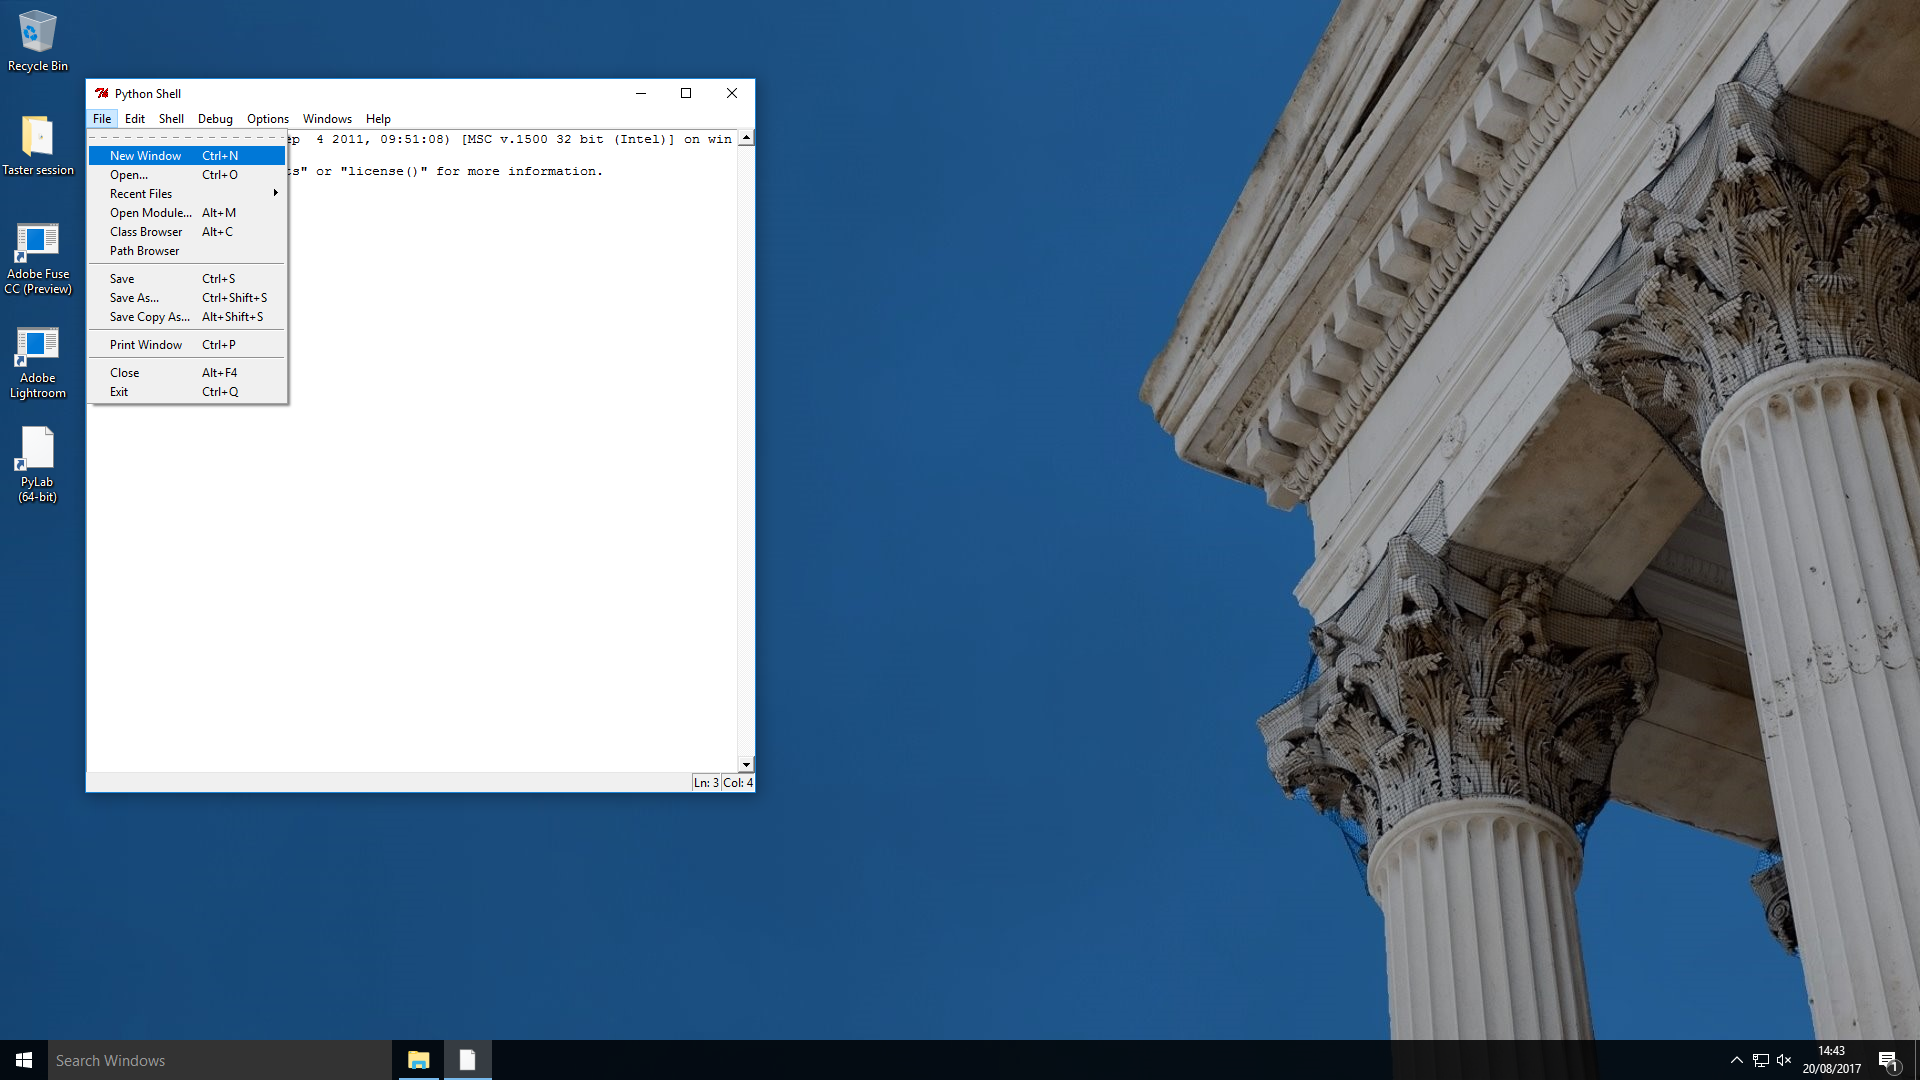 Recycle Bin
Taster session
Adobe Fuse
CC (Preview)
Adobe
Lightroom
PyLab
(64-bit)
Python Shell
File Edit Shell Debug Options Windows Help
ep  4 2011, 09:51:08) [MSC v.1500 32 bit (Intel)] on win
ts" or "license()" for more information.
New Window Ctrl+N
Open... Ctrl+O
Recent Files
Open Module... Alt+M
Class Browser Alt+C
Path Browser
Save Ctrl+S
Save As... Ctrl+Shift+S
Save Copy As... Alt+Shift+S
Print Window Ctrl+P
Close Alt+F4
Exit Ctrl+Q
Ln: 3 Col: 4
Search Windows
14:43
20/08/2017
1